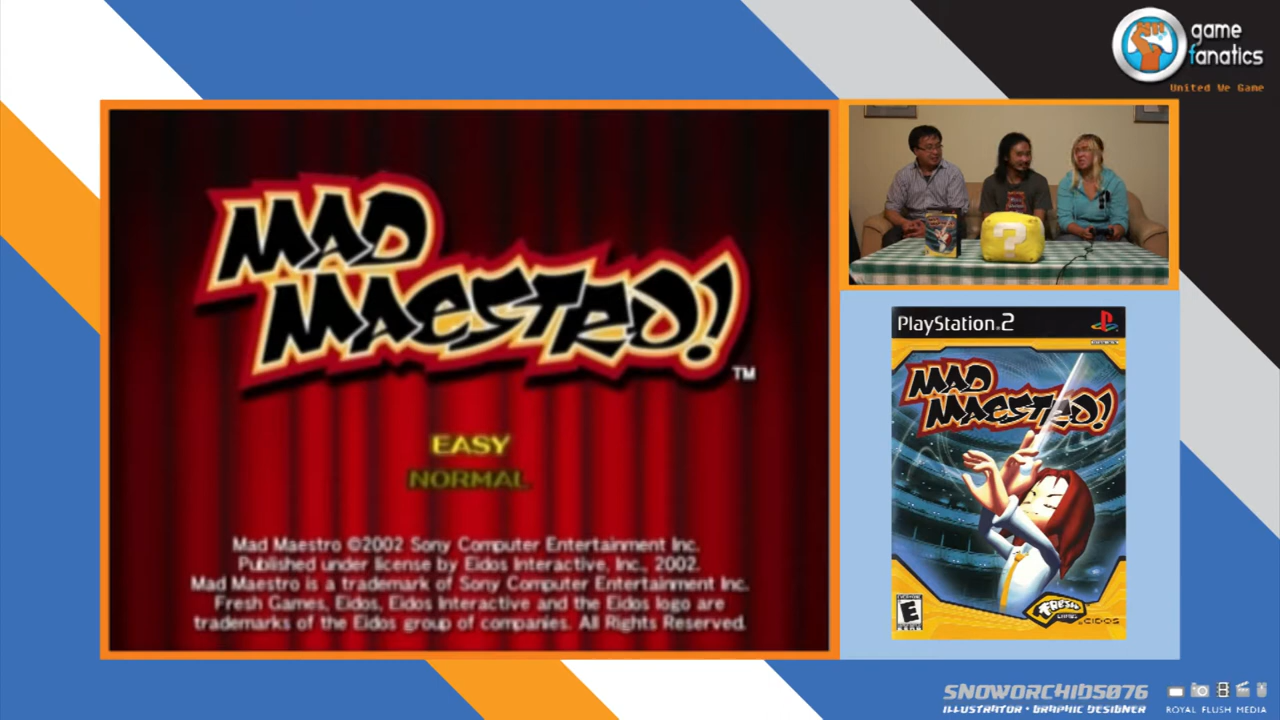 game
fanatics
United We Game
MAD
MAESTRO!
TM
EASY
NORMAL
Mad Maestro ©2002 Sony Computer Entertainment Inc.
Published under license by Eidos Interactive, Inc., 2002.
Mad Maestro is a trademark of Sony Computer Entertainment Inc.
Fresh Games, Eidos, Eidos Interactive and the Eidos logo are
trademarks of the Eidos group of companies. All Rights Reserved.
?
PlayStation.2
MAD
MAESTRO!
EVERYONE
E
FRESH
GAMES
EIDOS
SNOWORCHID5076
ILLUSTRATOR • GRAPHIC DESIGNER
ROYAL FLUSH MEDIA